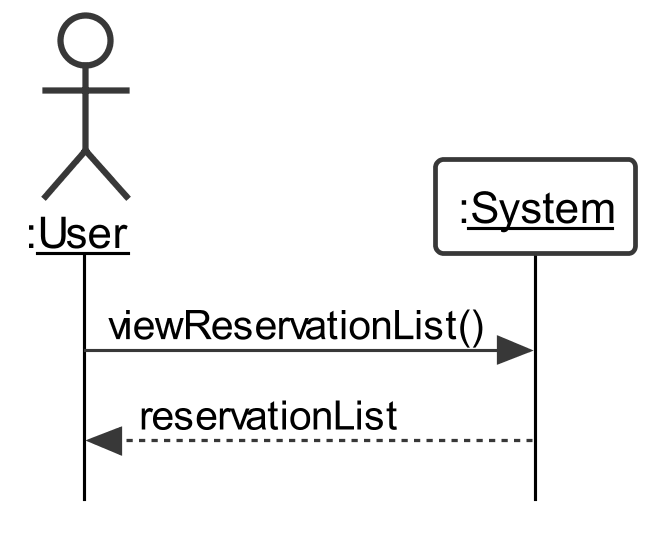 :User
:System
viewReservationList()
reservationList